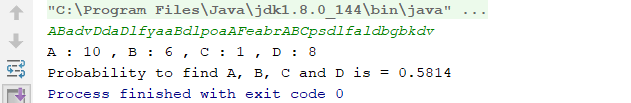 "C:\Program Files\Java\jdk1.8.0_144\bin\java" ...
ABadvDdaDlfyaaBdlpoaAFeabrABCpsdlfaldbgbkdv
A : 10 , B : 6 , C : 1 , D : 8
Probability to find A, B, C and D is = 0.5814
Process finished with exit code 0